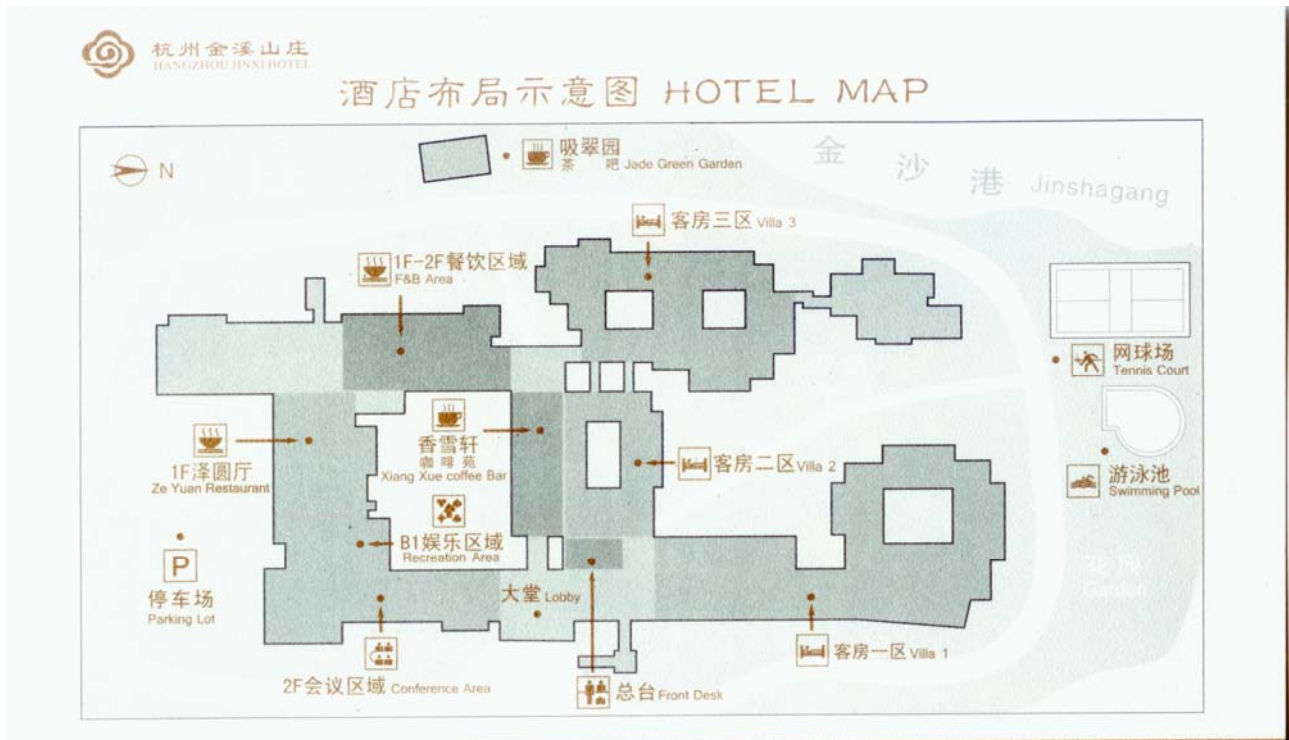 杭州金溪山庄
HANGZHOU JINXI HOTEL
酒店布局示意图 HOTEL MAP
N
吸翠园
茶 吧 Jade Green Garden
金沙港 Jinshagang
客房三区 Villa 3
1F-2F餐饮区域
F&B Area
网球场
Tennis Court
香雪轩
咖啡苑
Xiang Xue coffee Bar
1F泽圆厅
Ze Yuan Restaurant
客房二区 Villa 2
游泳池
Swimming Pool
B1娱乐区域
Recreation Area
P
停车场
Parking Lot
大堂 Lobby
花园
Garden
客房一区 Villa 1
2F会议区域 Conference Area
总台 Front Desk